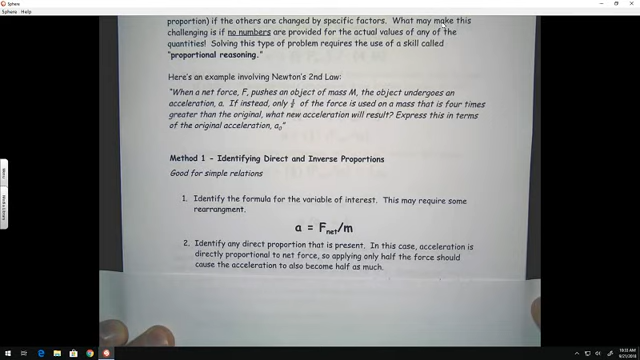 Sphere
Sphere Help
proportion) if the others are changed by specific factors. What may make this
challenging is if no numbers are provided for the actual values of any of the
quantities! Solving this type of problem requires the use of a skill called
"proportional reasoning."
Here's an example involving Newton's 2nd Law:
"When a net force, F, pushes an object of mass M, the object undergoes an
acceleration, a. If instead, only ½ of the force is used on a mass that is four times
greater than the original, what new acceleration will result? Express this in terms
of the original acceleration, a₀"
Method 1 - Identifying Direct and Inverse Proportions
Good for simple relations
1. Identify the formula for the variable of interest. This may require some
rearrangment.
a = Fnet/m
2. Identify any direct proportion that is present. In this case, acceleration is
directly proportional to net force, so applying only half the force should
cause the acceleration to also become half as much.
10:33 AM
9/21/2018